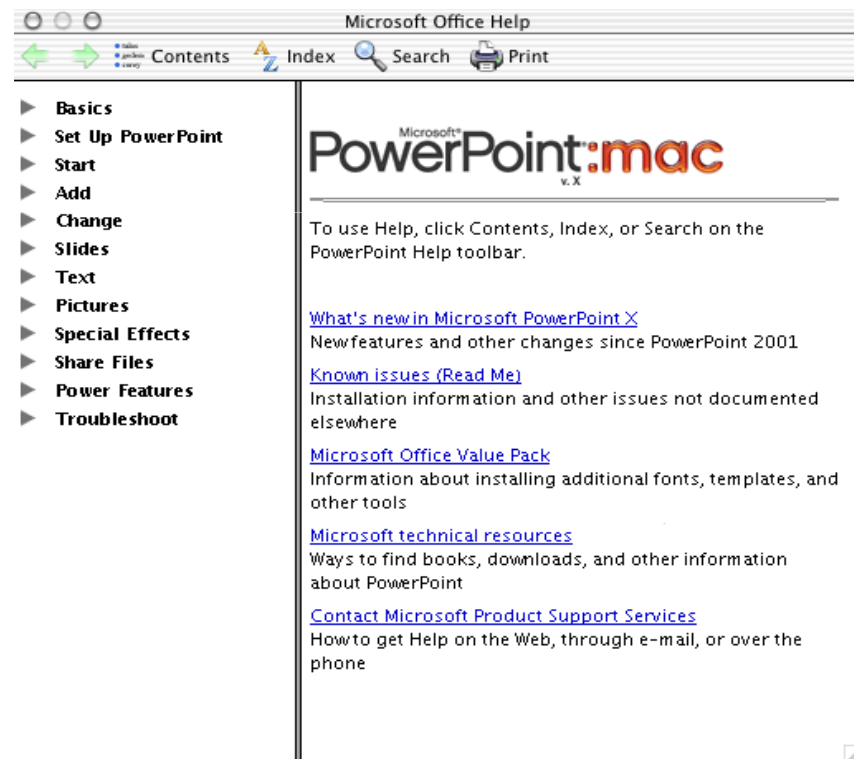 Microsoft Office Help
Contents Index Search Print
Basics
Set Up PowerPoint
Start
Add
Change
Slides
Text
Pictures
Special Effects
Share Files
Power Features
Troubleshoot
Microsoft®
PowerPoint:mac
v. X
To use Help, click Contents, Index, or Search on the
PowerPoint Help toolbar.
What's new in Microsoft PowerPoint X
New features and other changes since PowerPoint 2001
Known issues (Read Me)
Installation information and other issues not documented
elsewhere
Microsoft Office Value Pack
Information about installing additional fonts, templates, and
other tools
Microsoft technical resources
Ways to find books, downloads, and other information
about PowerPoint
Contact Microsoft Product Support Services
How to get Help on the Web, through e-mail, or over the
phone